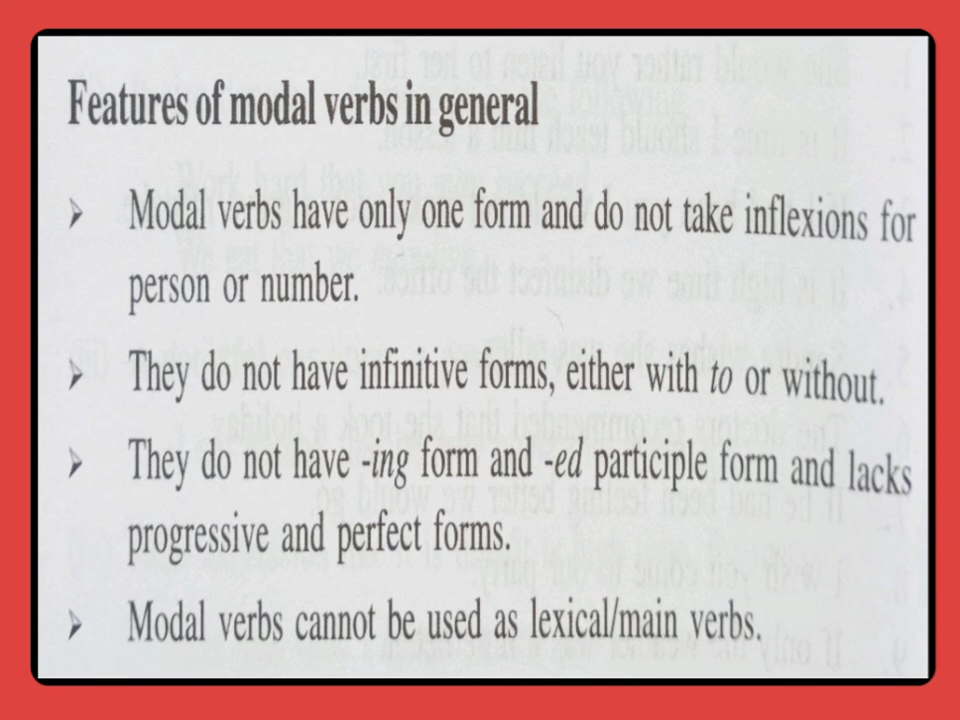 Features of modal verbs in general
➢ Modal verbs have only one form and do not take inflexions for
person or number.
➢ They do not have infinitive forms, either with to or without.
➢ They do not have -ing form and -ed participle form and lacks
progressive and perfect forms.
➢ Modal verbs cannot be used as lexical/main verbs.